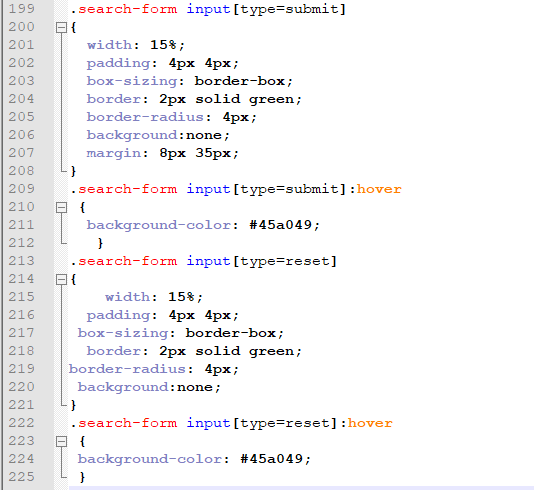 199 .search-form input[type=submit]
200 {
201 width: 15%;
202 padding: 4px 4px;
203 box-sizing: border-box;
204 border: 2px solid green;
205 border-radius: 4px;
206 background:none;
207 margin: 8px 35px;
208 }
209 .search-form input[type=submit]:hover
210 {
211 background-color: #45a049;
212 }
213 .search-form input[type=reset]
214 {
215 width: 15%;
216 padding: 4px 4px;
217 box-sizing: border-box;
218 border: 2px solid green;
219 border-radius: 4px;
220 background:none;
221 }
222 .search-form input[type=reset]:hover
223 {
224 background-color: #45a049;
225 }